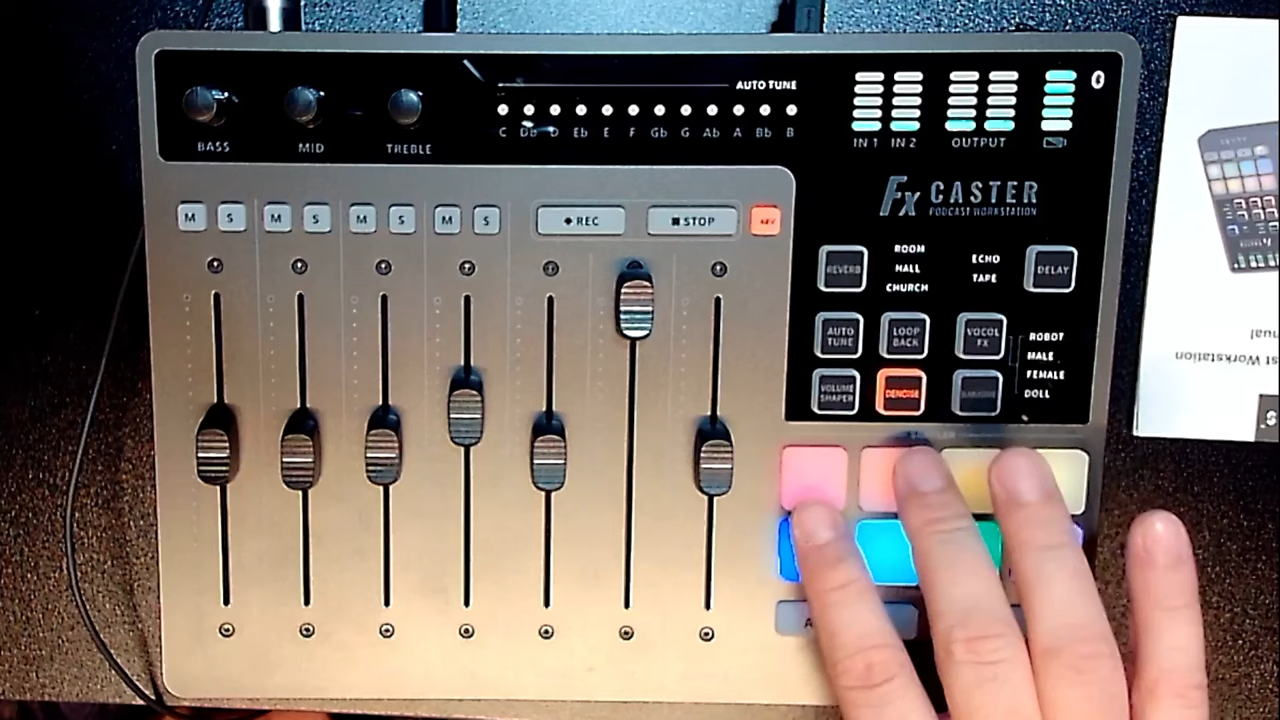 AUTO TUNE
C Db D Eb E F Gb G Ab A Bb B
BASS
MID
TREBLE
IN 1 IN 2 OUTPUT
Fx CASTER
PODCAST WORKSTATION
M S M S M S M S
REC
STOP
48V
REVERB
ROOM
HALL
CHURCH
ECHO
TAPE
DELAY
AUTO
TUNE
LOOP
BACK
VOCOL
FX
ROBOT
MALE
FEMALE
DOLL
VOLUME
SHAPER
DENOISE
st Workstation
nual
S